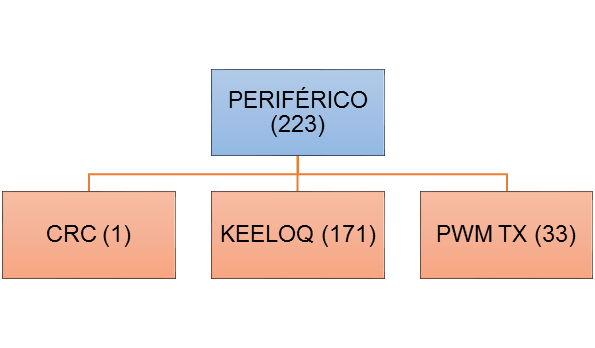 PERIFÉRICO
(223)
CRC (1)
KEELOQ (171)
PWM TX (33)